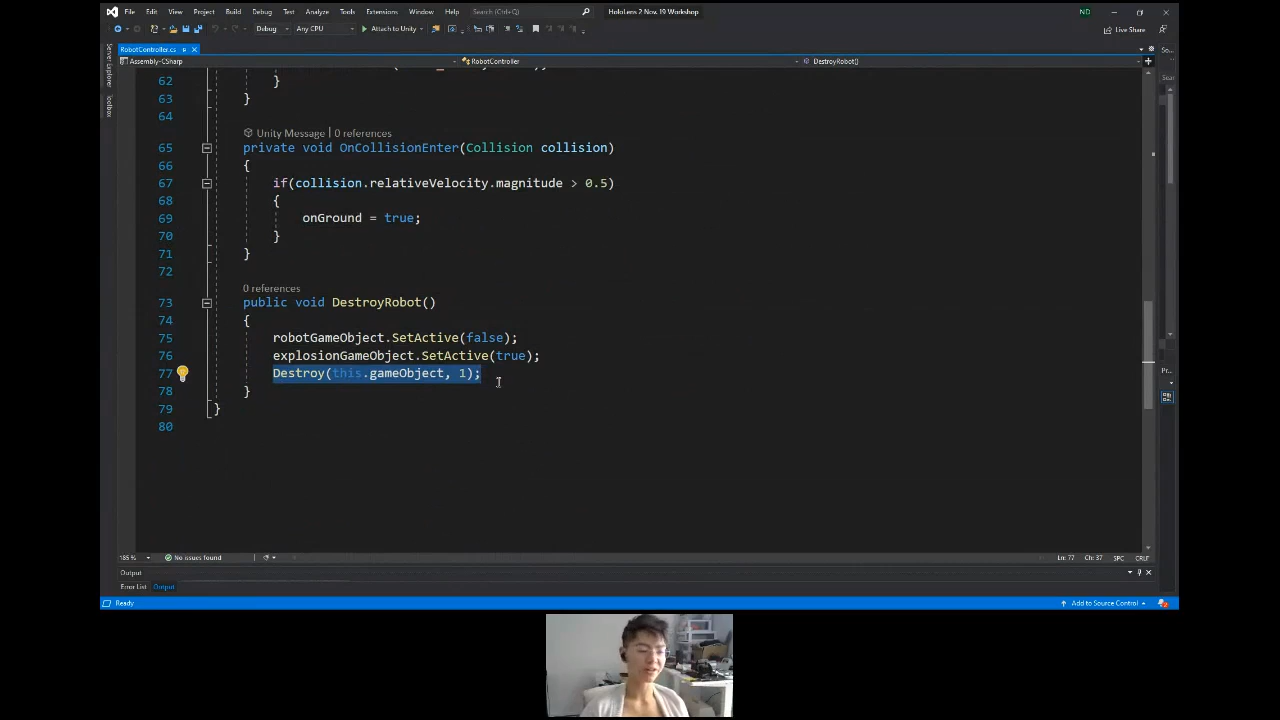 File Edit View Project Build Debug Test Analyze Tools Extensions Window Help Search (Ctrl+Q) HoloLens 2 Nov. 19 Workshop ND
Debug Any CPU Attach to Unity Live Share
RobotController.cs
Assembly-CSharp RobotController DestroyRobot()
Server Explorer
Toolbox
62 }
63 }
64
Unity Message | 0 references
65 private void OnCollisionEnter(Collision collision)
66 {
67 if(collision.relativeVelocity.magnitude > 0.5)
68 {
69 onGround = true;
70 }
71 }
72
0 references
73 public void DestroyRobot()
74 {
75 robotGameObject.SetActive(false);
76 explosionGameObject.SetActive(true);
77 Destroy(this.gameObject, 1);
78 }
79 }
80
185 % No issues found Ln: 77 Ch: 37 SPC CRLF
Output
Error List Output
Ready Add to Source Control